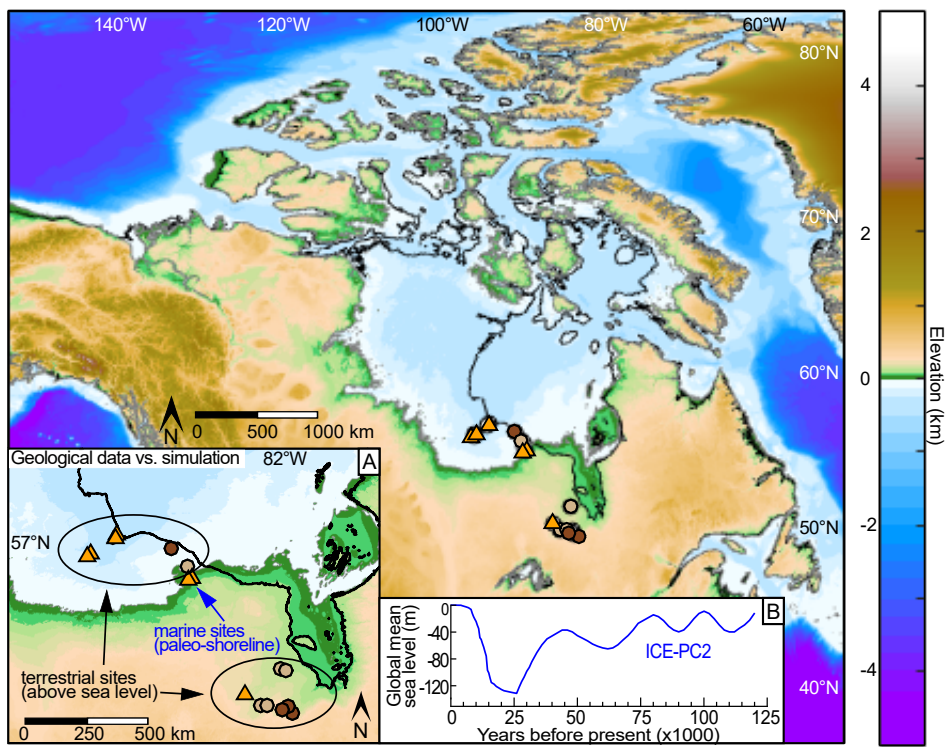 140°W 120°W 100°W 80°W 60°W
80°N
70°N
60°N
50°N
40°N
N
0 500 1000 km
4
2
0
-2
-4
Elevation (km)
Geological data vs. simulation
82°W
A
57°N
marine sites
(paleo-shoreline)
terrestrial sites
(above sea level)
0 250 500 km
N
B
Global mean
sea level (m)
0
-40
-80
-120
ICE-PC2
0 25 50 75 100 125
Years before present (x1000)